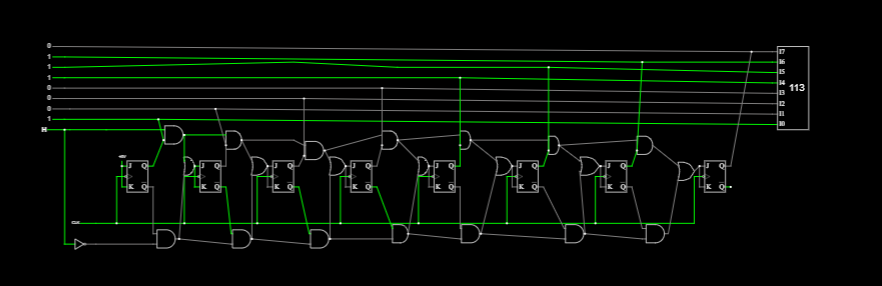 0
1
1
1
0
0
0
1
I7
I6
I5
I4
I3
I2
I1
I0
113
J Q J Q J Q J Q J Q J Q J Q J Q
K Q K Q K Q K Q K Q K Q K Q K Q